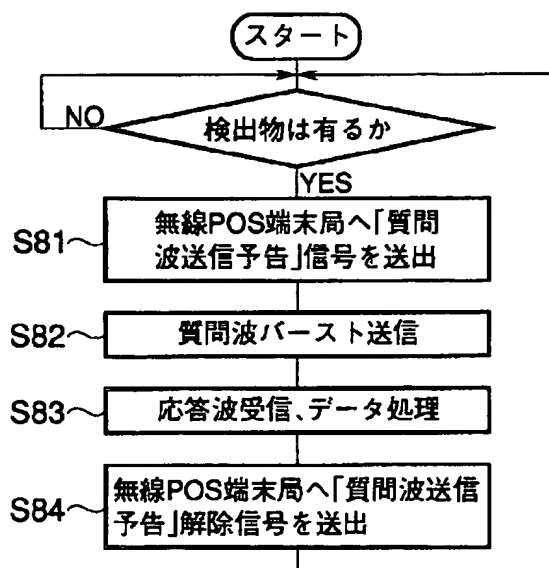 スタート
検出物は有るか
NO
YES
S81
無線POS端末局へ「質問
波送信予告」信号を送出
S82
質問波バースト送信
S83
応答波受信、データ処理
S84
無線POS端末局へ「質問波送信
予告」解除信号を送出